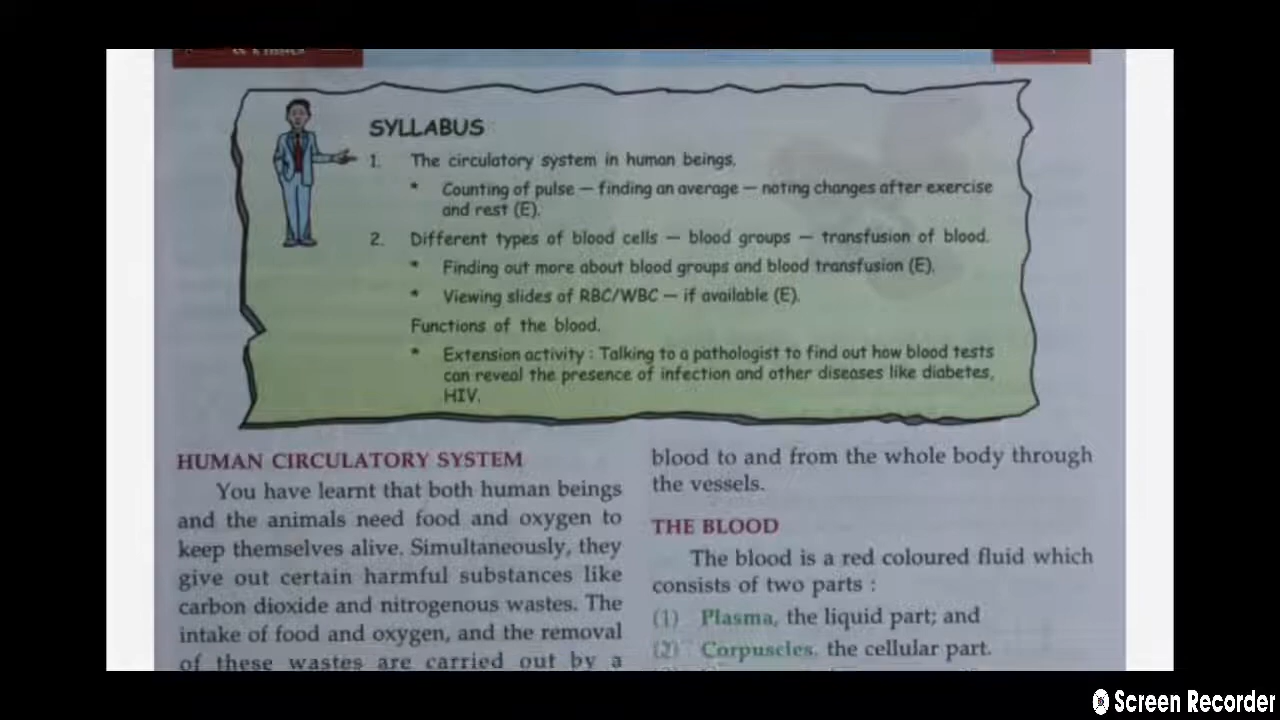 SYLLABUS
1. The circulatory system in human beings.
* Counting of pulse — finding an average — noting changes after exercise
and rest (E).
2. Different types of blood cells — blood groups — transfusion of blood.
* Finding out more about blood groups and blood transfusion (E).
* Viewing slides of RBC/WBC — if available (E).
Functions of the blood.
* Extension activity : Talking to a pathologist to find out how blood tests
can reveal the presence of infection and other diseases like diabetes,
HIV.
HUMAN CIRCULATORY SYSTEM
You have learnt that both human beings
and the animals need food and oxygen to
keep themselves alive. Simultaneously, they
give out certain harmful substances like
carbon dioxide and nitrogenous wastes. The
intake of food and oxygen, and the removal
of these wastes are carried out by a
blood to and from the whole body through
the vessels.
THE BLOOD
The blood is a red coloured fluid which
consists of two parts :
(1) Plasma, the liquid part; and
(2) Corpuscles, the cellular part.
Screen Recorder